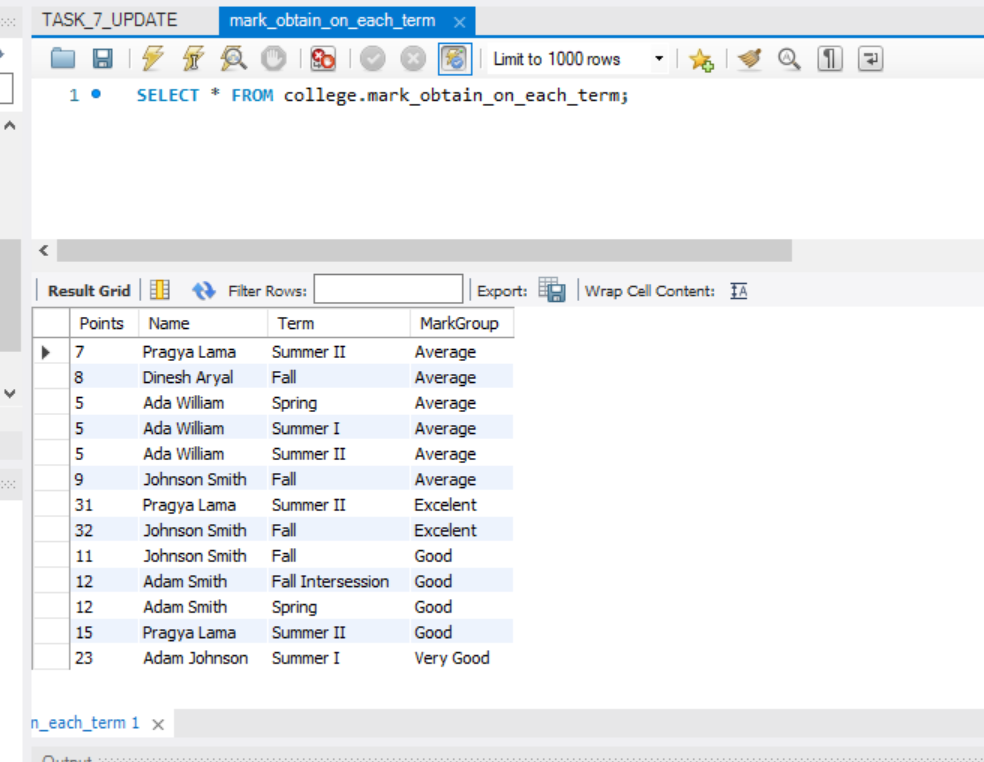 TASK_7_UPDATE mark_obtain_on_each_term
Limit to 1000 rows
1 SELECT * FROM college.mark_obtain_on_each_term;
Result Grid Filter Rows: Export: Wrap Cell Content:
Points Name Term MarkGroup
7 Pragya Lama Summer II Average
8 Dinesh Aryal Fall Average
5 Ada William Spring Average
5 Ada William Summer I Average
5 Ada William Summer II Average
9 Johnson Smith Fall Average
31 Pragya Lama Summer II Excelent
32 Johnson Smith Fall Excelent
11 Johnson Smith Fall Good
12 Adam Smith Fall Intersession Good
12 Adam Smith Spring Good
15 Pragya Lama Summer II Good
23 Adam Johnson Summer I Very Good
n_each_term 1
Output